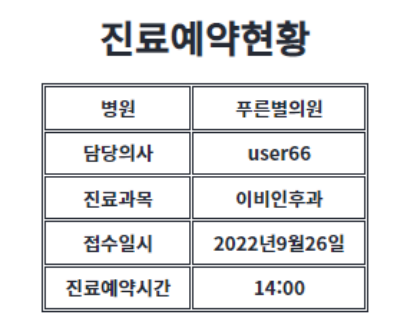 진료예약현황
병원 푸른별의원
담당의사 user66
진료과목 이비인후과
접수일시 2022년9월26일
진료예약시간 14:00